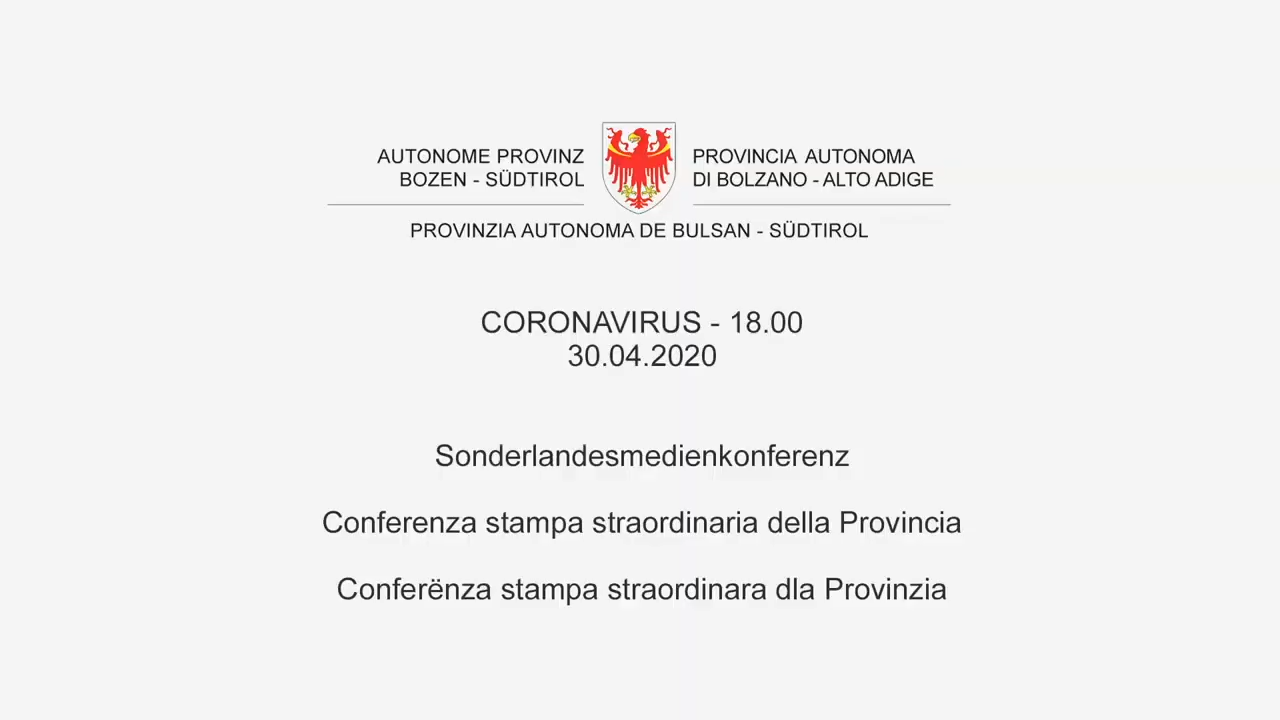 AUTONOME PROVINZ
BOZEN - SÜDTIROL
PROVINCIA AUTONOMA
DI BOLZANO - ALTO ADIGE
PROVINZIA AUTONOMA DE BULSAN - SÜDTIROL
CORONAVIRUS - 18.00
30.04.2020
Sonderlandesmedienkonferenz
Conferenza stampa straordinaria della Provincia
Conferënza stampa straordinara dla Provinzia